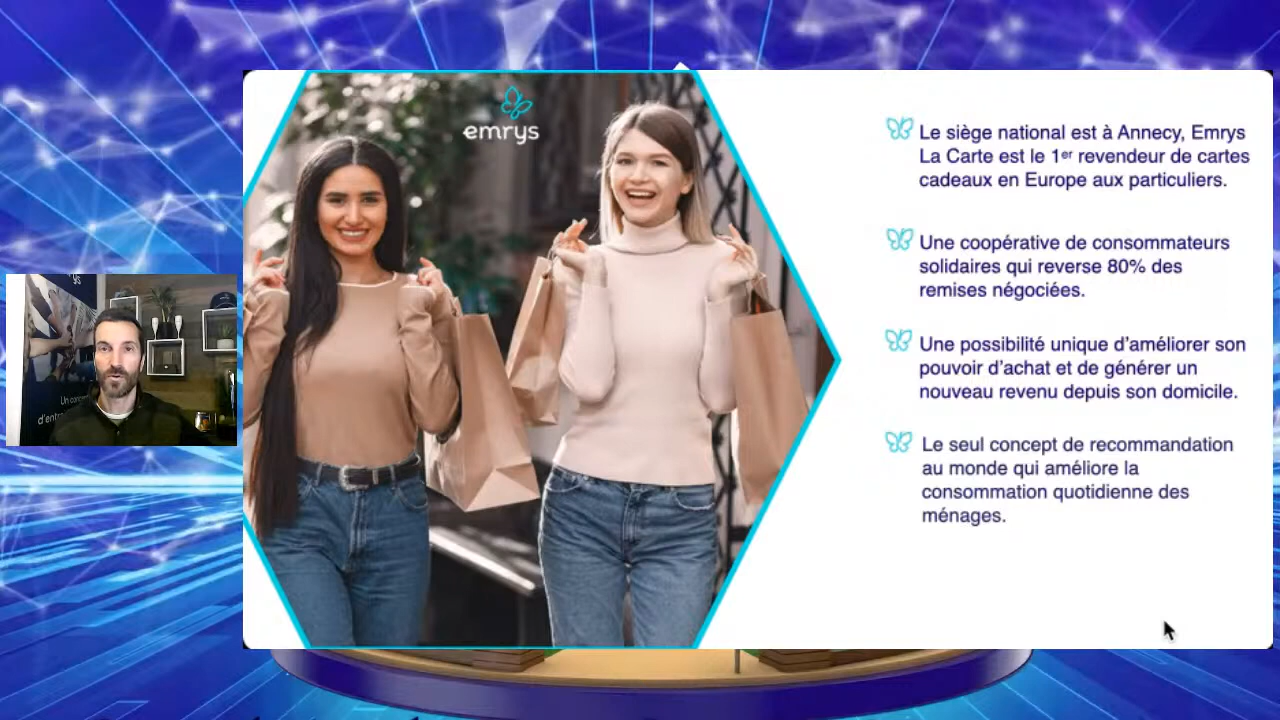 emrys
Le siège national est à Annecy, Emrys
La Carte est le 1er revendeur de cartes
cadeaux en Europe aux particuliers.
Une coopérative de consommateurs
solidaires qui reverse 80% des
remises négociées.
Une possibilité unique d'améliorer son
pouvoir d'achat et de générer un
nouveau revenu depuis son domicile.
Le seul concept de recommandation
au monde qui améliore la
consommation quotidienne des
ménages.